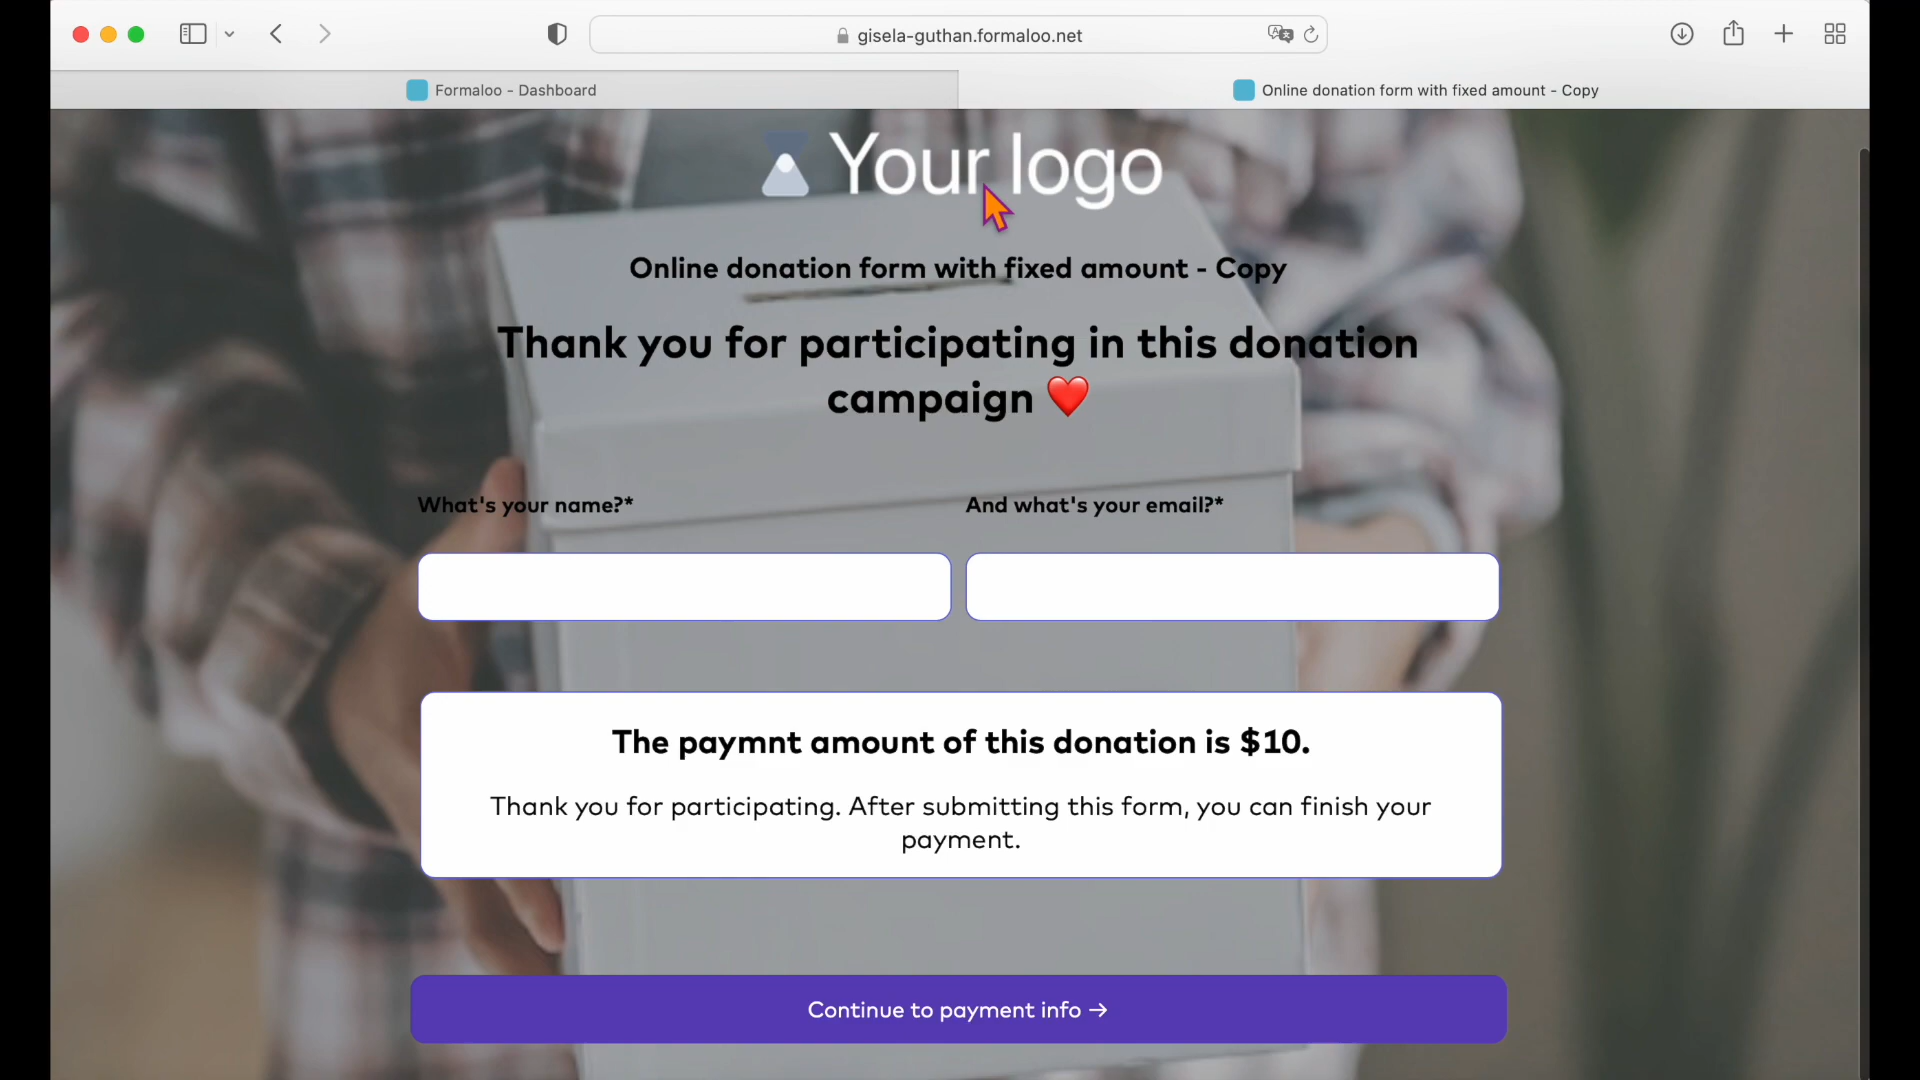 gisela-guthan.formaloo.net
Formaloo - Dashboard
Online donation form with fixed amount - Copy
Your logo
Online donation form with fixed amount - Copy
Thank you for participating in this donation
campaign ❤️
What's your name?*
And what's your email?*
The paymnt amount of this donation is $10.
Thank you for participating. After submitting this form, you can finish your
payment.
Continue to payment info →